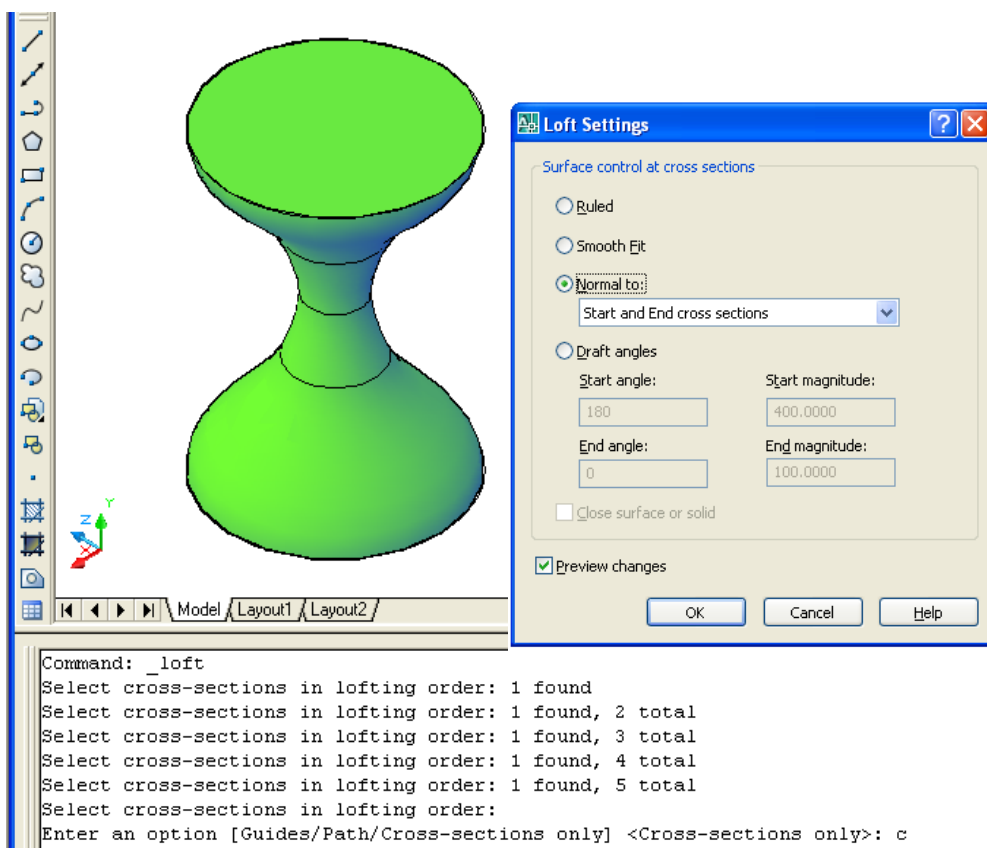 Loft Settings
Surface control at cross sections
Ruled
Smooth Fit
Normal to:
Start and End cross sections
Draft angles
Start angle: Start magnitude:
180 400.0000
End angle: End magnitude:
0 100.0000
Close surface or solid
Preview changes
OK Cancel Help
Z Y X
Model Layout1 Layout2
Command: _loft
Select cross-sections in lofting order: 1 found
Select cross-sections in lofting order: 1 found, 2 total
Select cross-sections in lofting order: 1 found, 3 total
Select cross-sections in lofting order: 1 found, 4 total
Select cross-sections in lofting order: 1 found, 5 total
Select cross-sections in lofting order:
Enter an option [Guides/Path/Cross-sections only] <Cross-sections only>: c